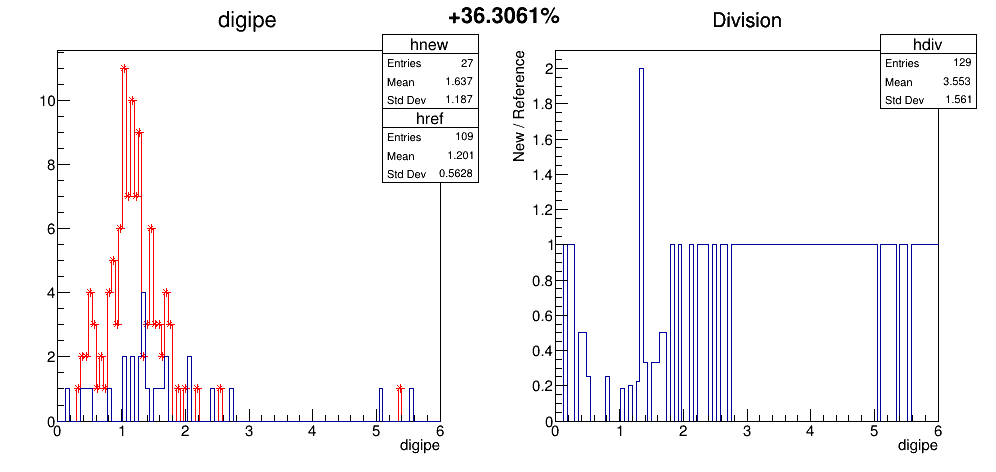 +36.3061%
digipe
hnew
Entries 27
Mean 1.637
Std Dev 1.187
href
Entries 109
Mean 1.201
Std Dev 0.5628
10
8
6
4
2
0
0 1 2 3 4 5 6
digipe
Division
hdiv
Entries 129
Mean 3.553
Std Dev 1.561
New / Reference
2
1.8
1.6
1.4
1.2
1
0.8
0.6
0.4
0.2
0
0 1 2 3 4 5 6
digipe